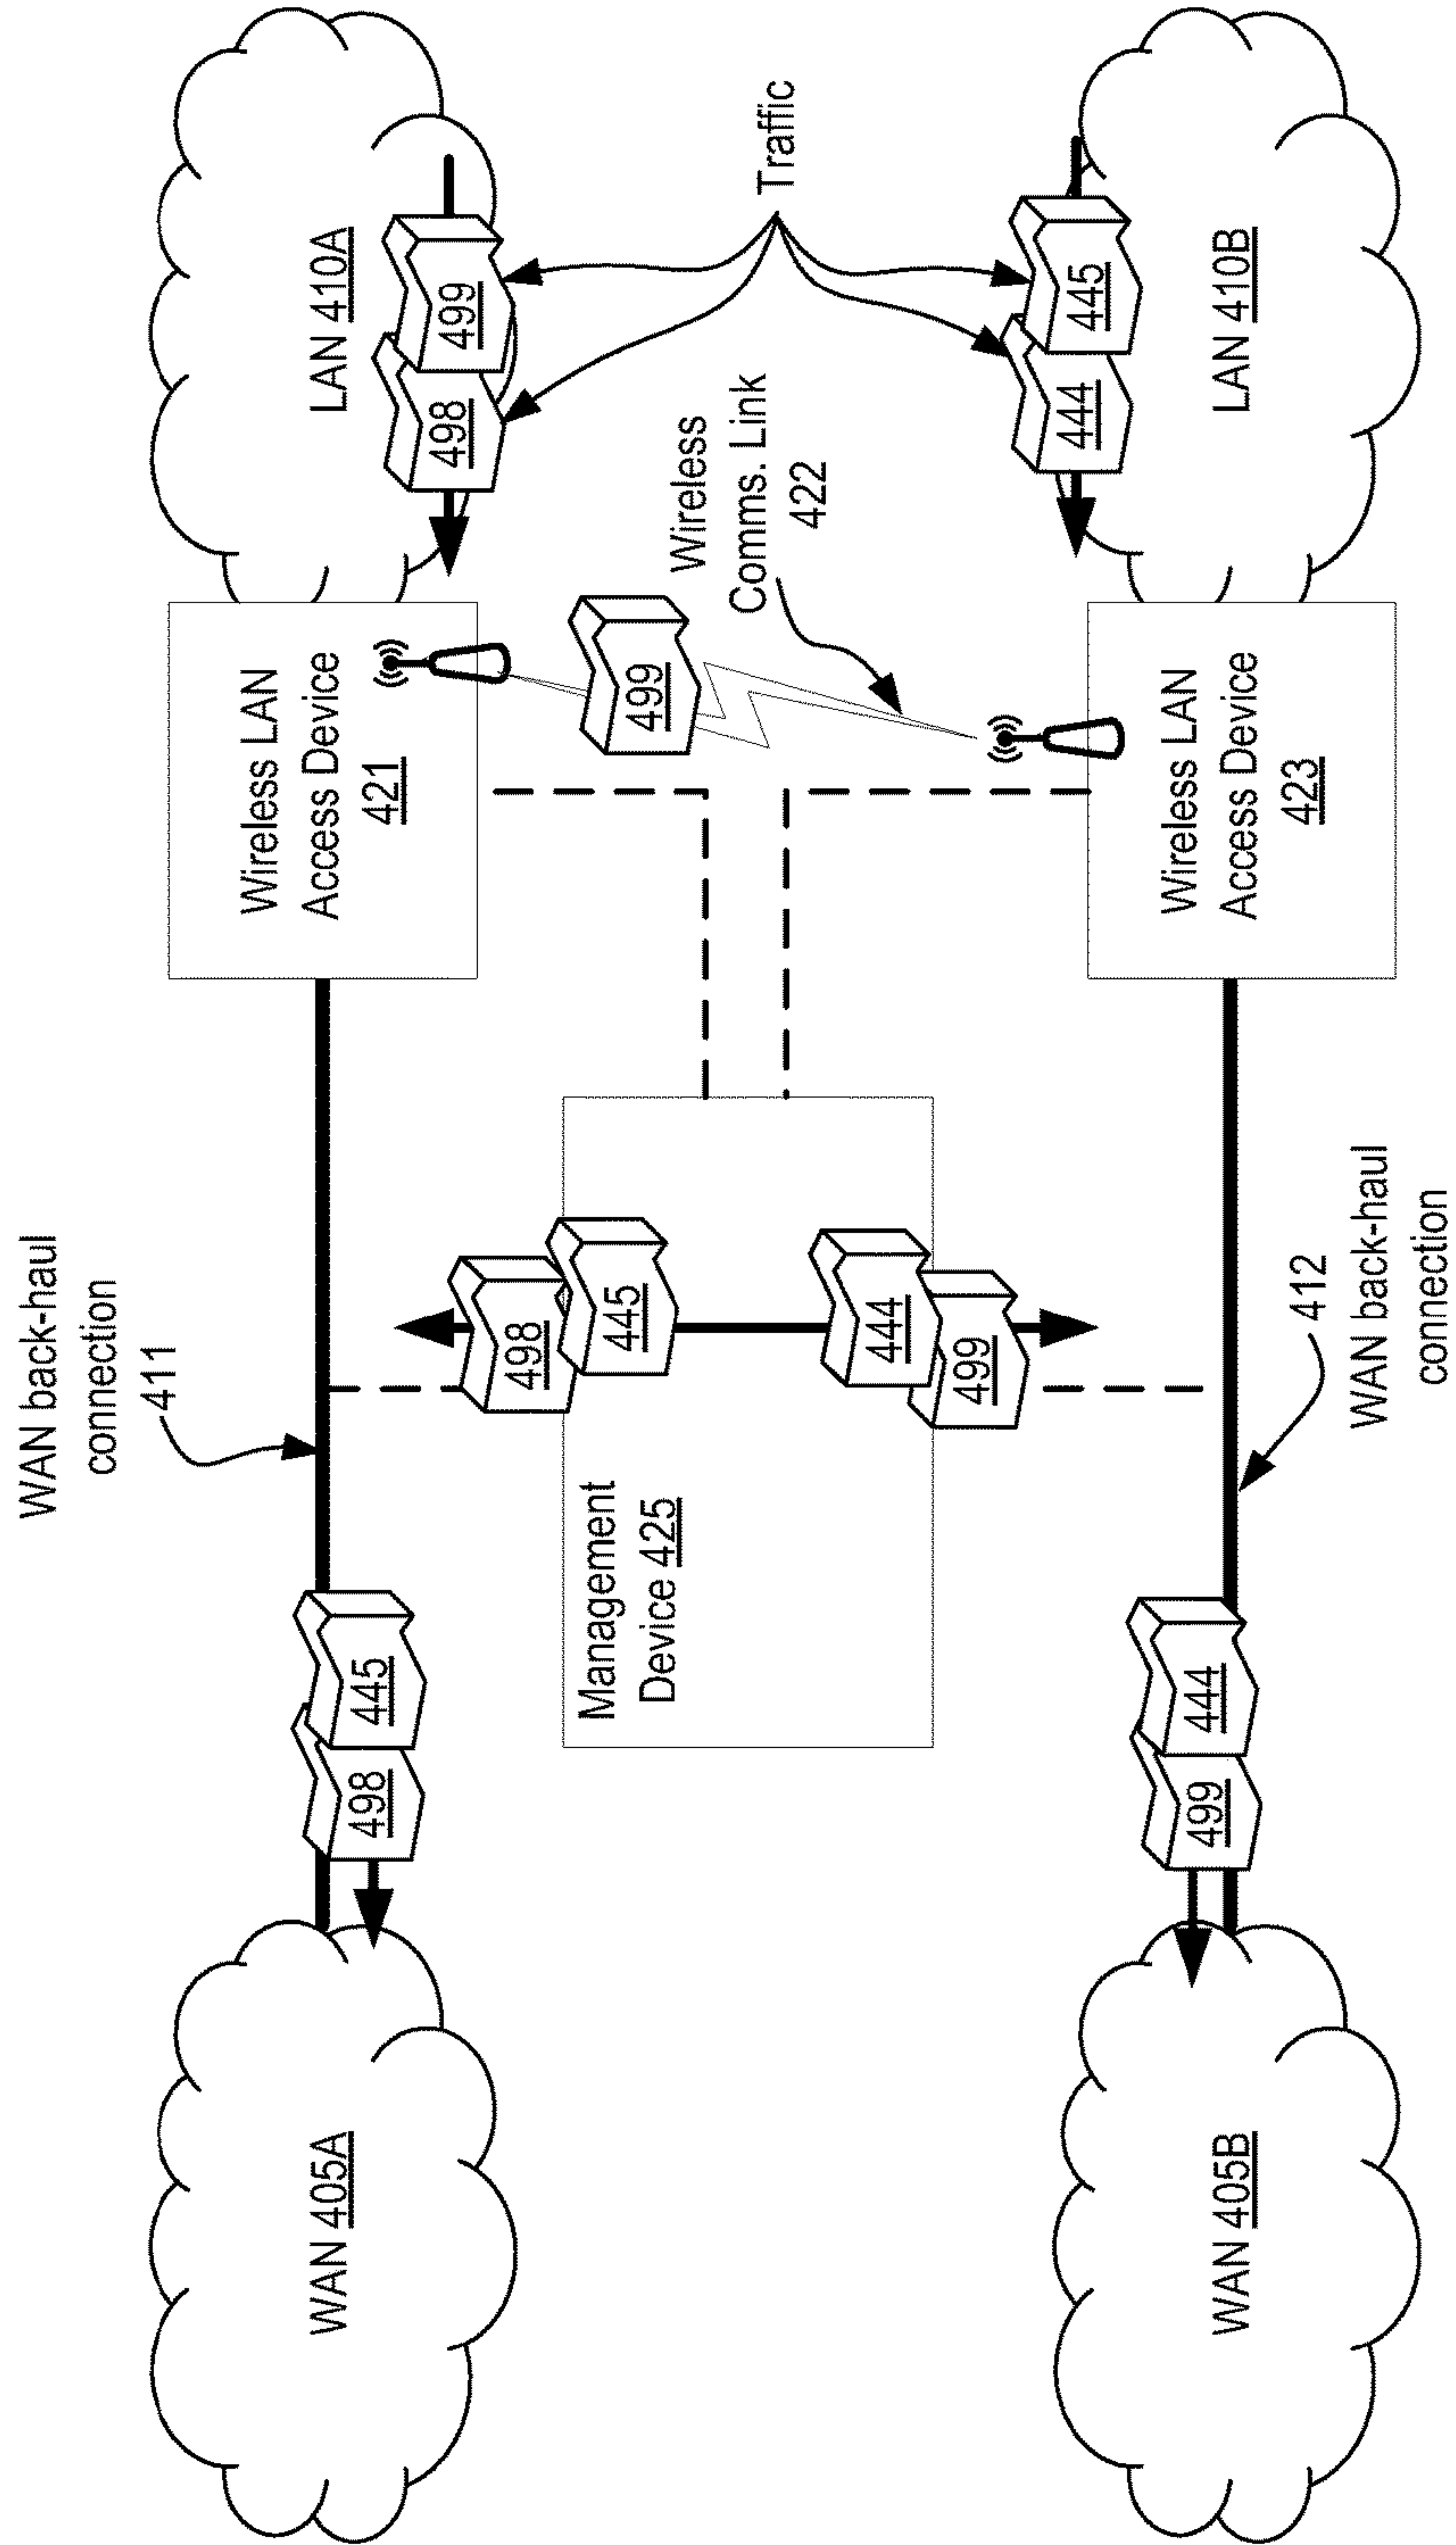 WAN back-haul
connection
411
WAN 405A
498
445
Wireless LAN
Access Device
421
LAN 410A
498
499
Management
Device 425
498
445
444
499
499
Wireless
Comms. Link
422
Traffic
WAN 405B
499
444
Wireless LAN
Access Device
423
444
445
LAN 410B
412
WAN back-haul
connection